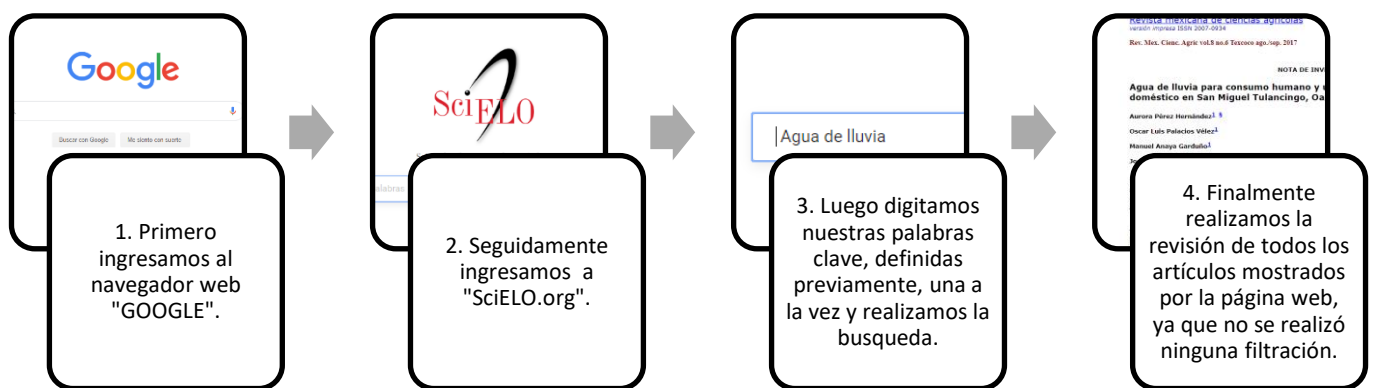 Google
Buscar con Google
Me siento con suerte
1. Primero
ingresamos al
navegador web
"GOOGLE".
SciELO
alabras
2. Seguidamente
ingresamos a
"SciELO.org".
Agua de lluvia
3. Luego digitamos
nuestras palabras
clave, definidas
previamente, una a
la vez y realizamos la
busqueda.
Revista mexicana de ciencias agrícolas
versión impresa ISSN 2007-0934
Rev. Mex. Cienc. Agríc vol.8 no.6 Texcoco ago./sep. 2017
NOTA DE INV
Agua de lluvia para consumo humano y
doméstico en San Miguel Tulancingo, Oa
Aurora Pérez Hernández1 §
Oscar Luis Palacios Vélez1
Manuel Anaya Garduño1
4. Finalmente
realizamos la
revisión de todos los
artículos mostrados
por la página web,
ya que no se realizó
ninguna filtración.